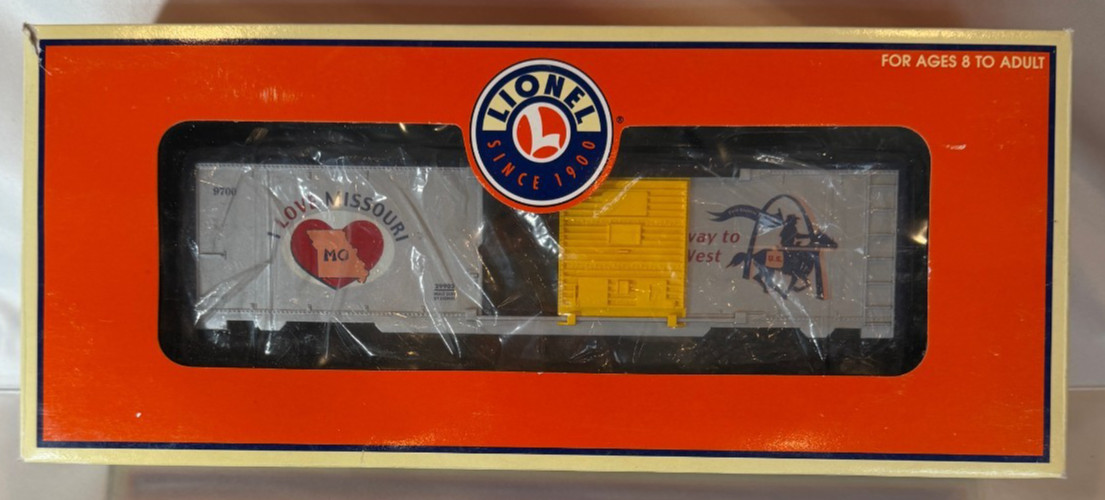 FOR AGES 8 TO ADULT
LIONEL
®
SINCE 1900
9700
I LOVE MISSOURI
MO
way to
West
U.S.